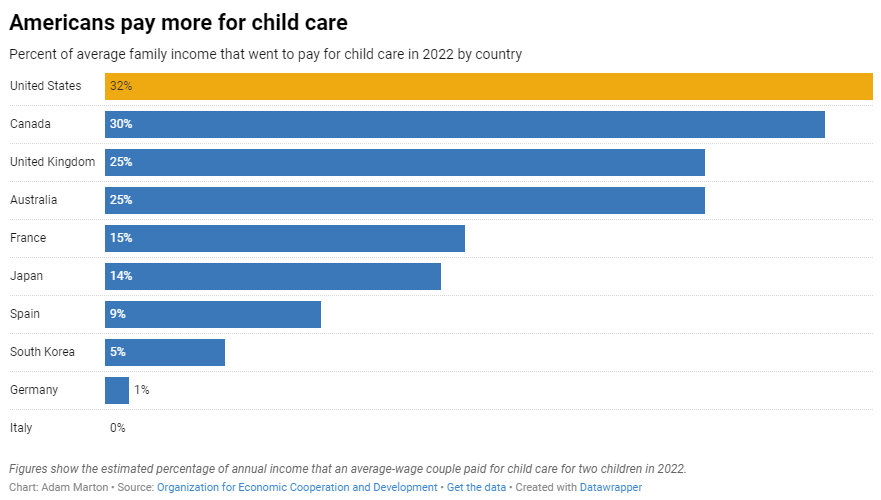 Americans pay more for child care
Percent of average family income that went to pay for child care in 2022 by country
United States 32%
Canada 30%
United Kingdom 25%
Australia 25%
France 15%
Japan 14%
Spain 9%
South Korea 5%
Germany 1%
Italy 0%
Figures show the estimated percentage of annual income that an average-wage couple paid for child care for two children in 2022.
Chart: Adam Marton • Source: Organization for Economic Cooperation and Development • Get the data • Created with Datawrapper